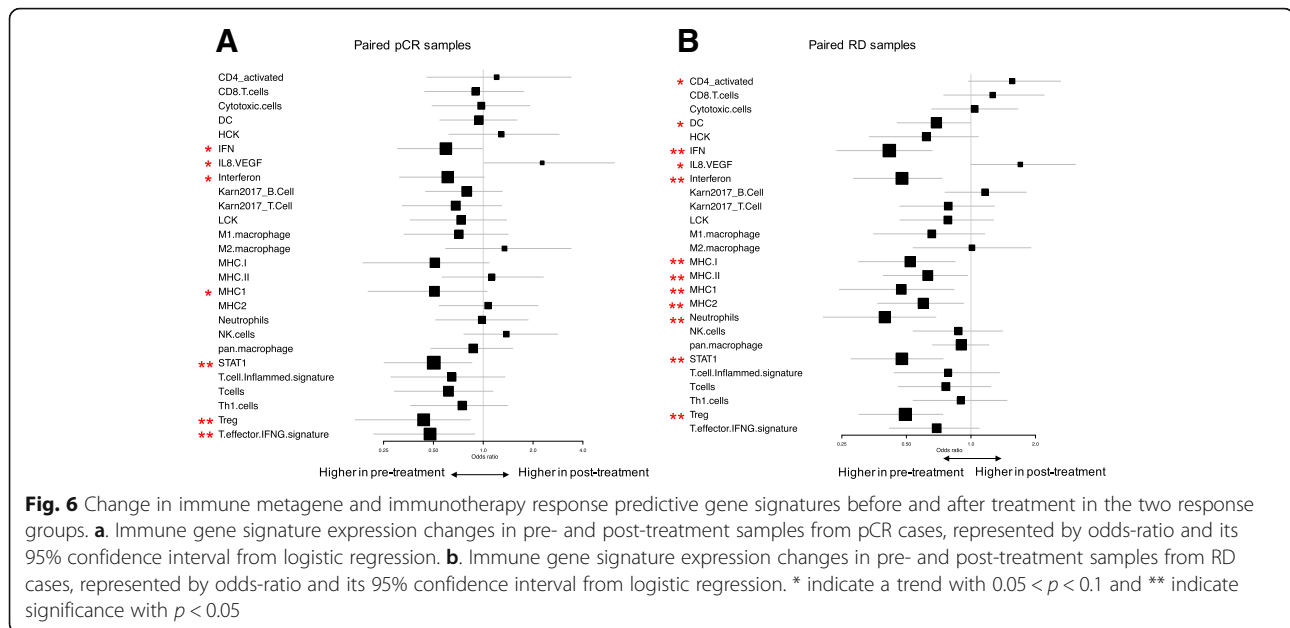 A
Paired pCR samples
CD4_activated
CD8.T.cells
Cytotoxic.cells
DC
HCK
* IFN
* IL8.VEGF
* Interferon
Karn2017_B.Cell
Karn2017_T.Cell
LCK
M1.macrophage
M2.macrophage
MHC.I
MHC.II
* MHC1
MHC2
Neutrophils
NK.cells
pan.macrophage
** STAT1
T.cell.Inflammed.signature
Tcells
Th1.cells
** Treg
** T.effector.IFNG.signature
0.25 0.50 1.0 2.0 4.0
Odds ratio
Higher in pre-treatment Higher in post-treatment
B
Paired RD samples
* CD4_activated
CD8.T.cells
Cytotoxic.cells
* DC
HCK
** IFN
* IL8.VEGF
** Interferon
Karn2017_B.Cell
Karn2017_T.Cell
LCK
M1.macrophage
M2.macrophage
** MHC.I
** MHC.II
** MHC1
** MHC2
** Neutrophils
NK.cells
pan.macrophage
** STAT1
T.cell.Inflammed.signature
Tcells
Th1.cells
** Treg
T.effector.IFNG.signature
0.25 0.50 1.0 2.0
Odds ratio
Higher in pre-treatment Higher in post-treatment
Fig. 6 Change in immune metagene and immunotherapy response predictive gene signatures before and after treatment in the two response
groups. a. Immune gene signature expression changes in pre- and post-treatment samples from pCR cases, represented by odds-ratio and its
95% confidence interval from logistic regression. b. Immune gene signature expression changes in pre- and post-treatment samples from RD
cases, represented by odds-ratio and its 95% confidence interval from logistic regression. * indicate a trend with 0.05 < p < 0.1 and ** indicate
significance with p < 0.05